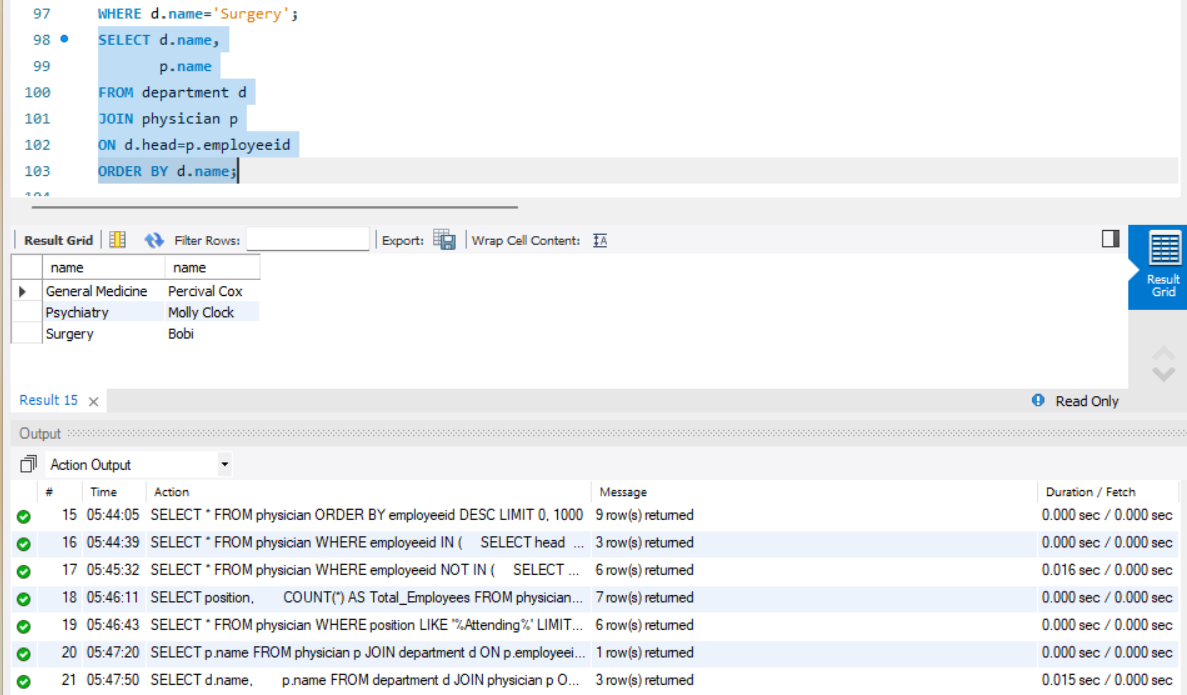 97 WHERE d.name='Surgery';
98 SELECT d.name,
99 p.name
100 FROM department d
101 JOIN physician p
102 ON d.head=p.employeeid
103 ORDER BY d.name;
Result Grid Filter Rows: Export: Wrap Cell Content: IA
name name
General Medicine Percival Cox
Psychiatry Molly Clock
Surgery Bobi
Result Grid
Result 15 × Read Only
Output
Action Output
# Time Action Message Duration / Fetch
15 05:44:05 SELECT * FROM physician ORDER BY employeeid DESC LIMIT 0, 1000 9 row(s) returned 0.000 sec / 0.000 sec
16 05:44:39 SELECT * FROM physician WHERE employeeid IN ( SELECT head ... 3 row(s) returned 0.000 sec / 0.000 sec
17 05:45:32 SELECT * FROM physician WHERE employeeid NOT IN ( SELECT ... 6 row(s) returned 0.016 sec / 0.000 sec
18 05:46:11 SELECT position, COUNT(*) AS Total_Employees FROM physician... 7 row(s) returned 0.000 sec / 0.000 sec
19 05:46:43 SELECT * FROM physician WHERE position LIKE '%Attending%' LIMIT... 6 row(s) returned 0.000 sec / 0.000 sec
20 05:47:20 SELECT p.name FROM physician p JOIN department d ON p.employeei... 1 row(s) returned 0.000 sec / 0.000 sec
21 05:47:50 SELECT d.name, p.name FROM department d JOIN physician p O... 3 row(s) returned 0.015 sec / 0.000 sec